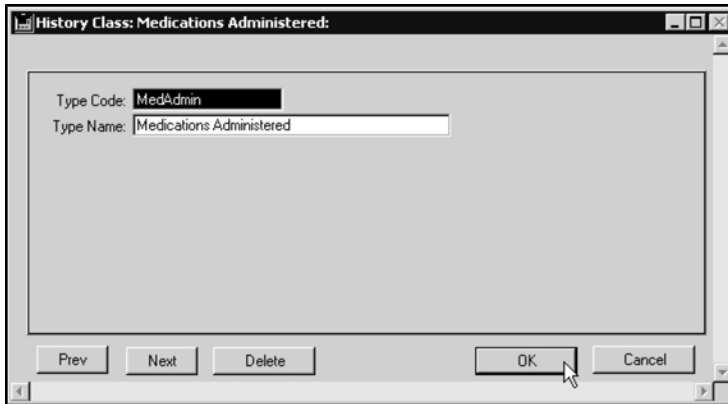 History Class: Medications Administered:
Type Code: MedAdmin
Type Name: Medications Administered
Prev Next Delete OK Cancel